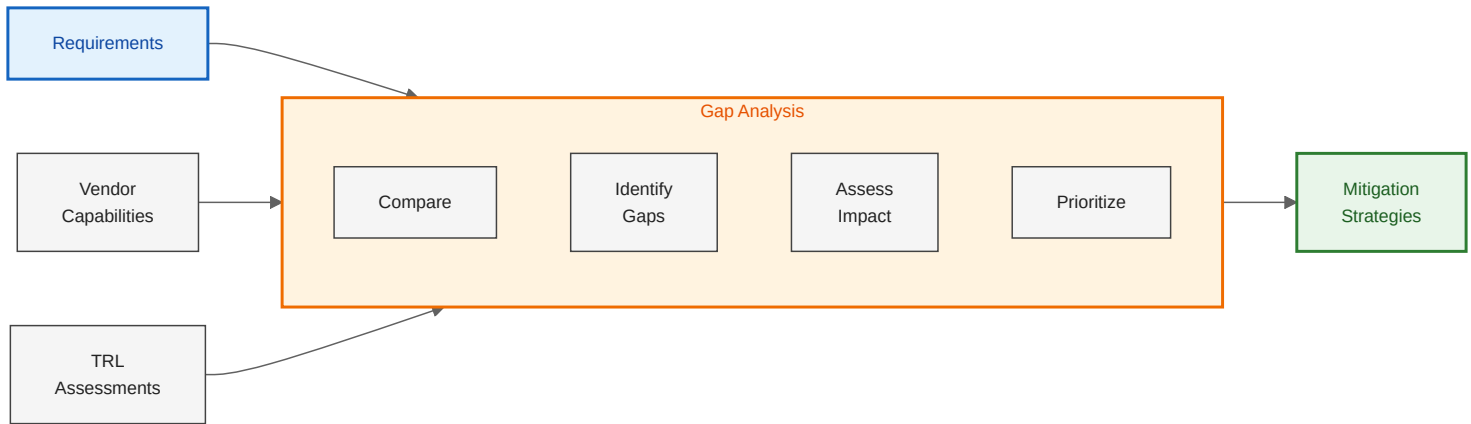 Requirements
Gap Analysis
Vendor
Capabilities
Compare
Identify
Gaps
Assess
Impact
Prioritize
Mitigation
Strategies
TRL
Assessments